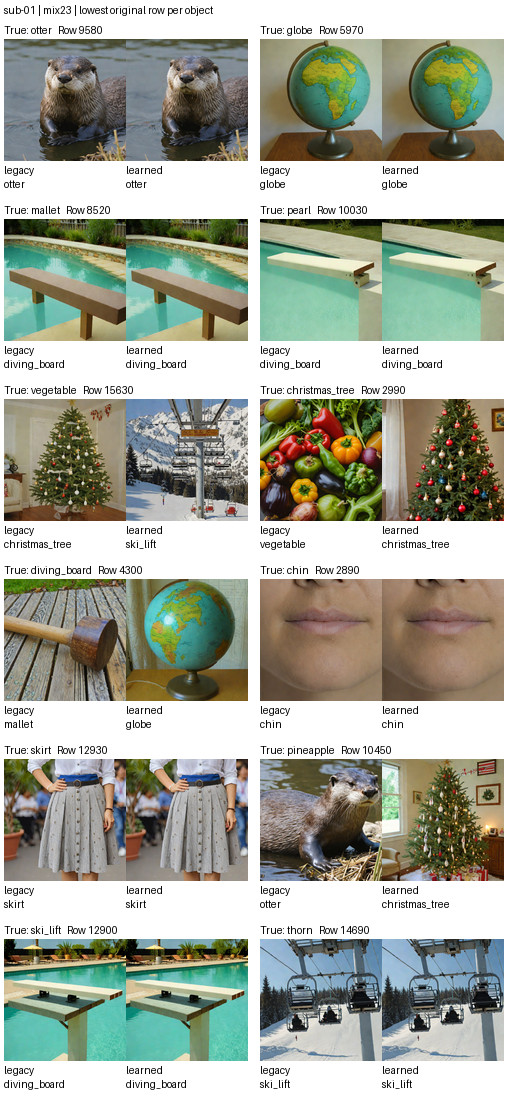 sub-01 | mix23 | lowest original row per object
True: otter Row 9580
True: globe Row 5970
legacy
otter
learned
otter
legacy
globe
learned
globe
True: mallet Row 8520
True: pearl Row 10030
legacy
diving_board
learned
diving_board
legacy
diving_board
learned
diving_board
True: vegetable Row 15630
True: christmas_tree Row 2990
legacy
christmas_tree
learned
ski_lift
legacy
vegetable
learned
christmas_tree
True: diving_board Row 4300
True: chin Row 2890
legacy
mallet
learned
globe
legacy
chin
learned
chin
True: skirt Row 12930
True: pineapple Row 10450
legacy
skirt
learned
skirt
legacy
otter
learned
christmas_tree
True: ski_lift Row 12900
True: thorn Row 14690
legacy
diving_board
learned
diving_board
legacy
ski_lift
learned
ski_lift